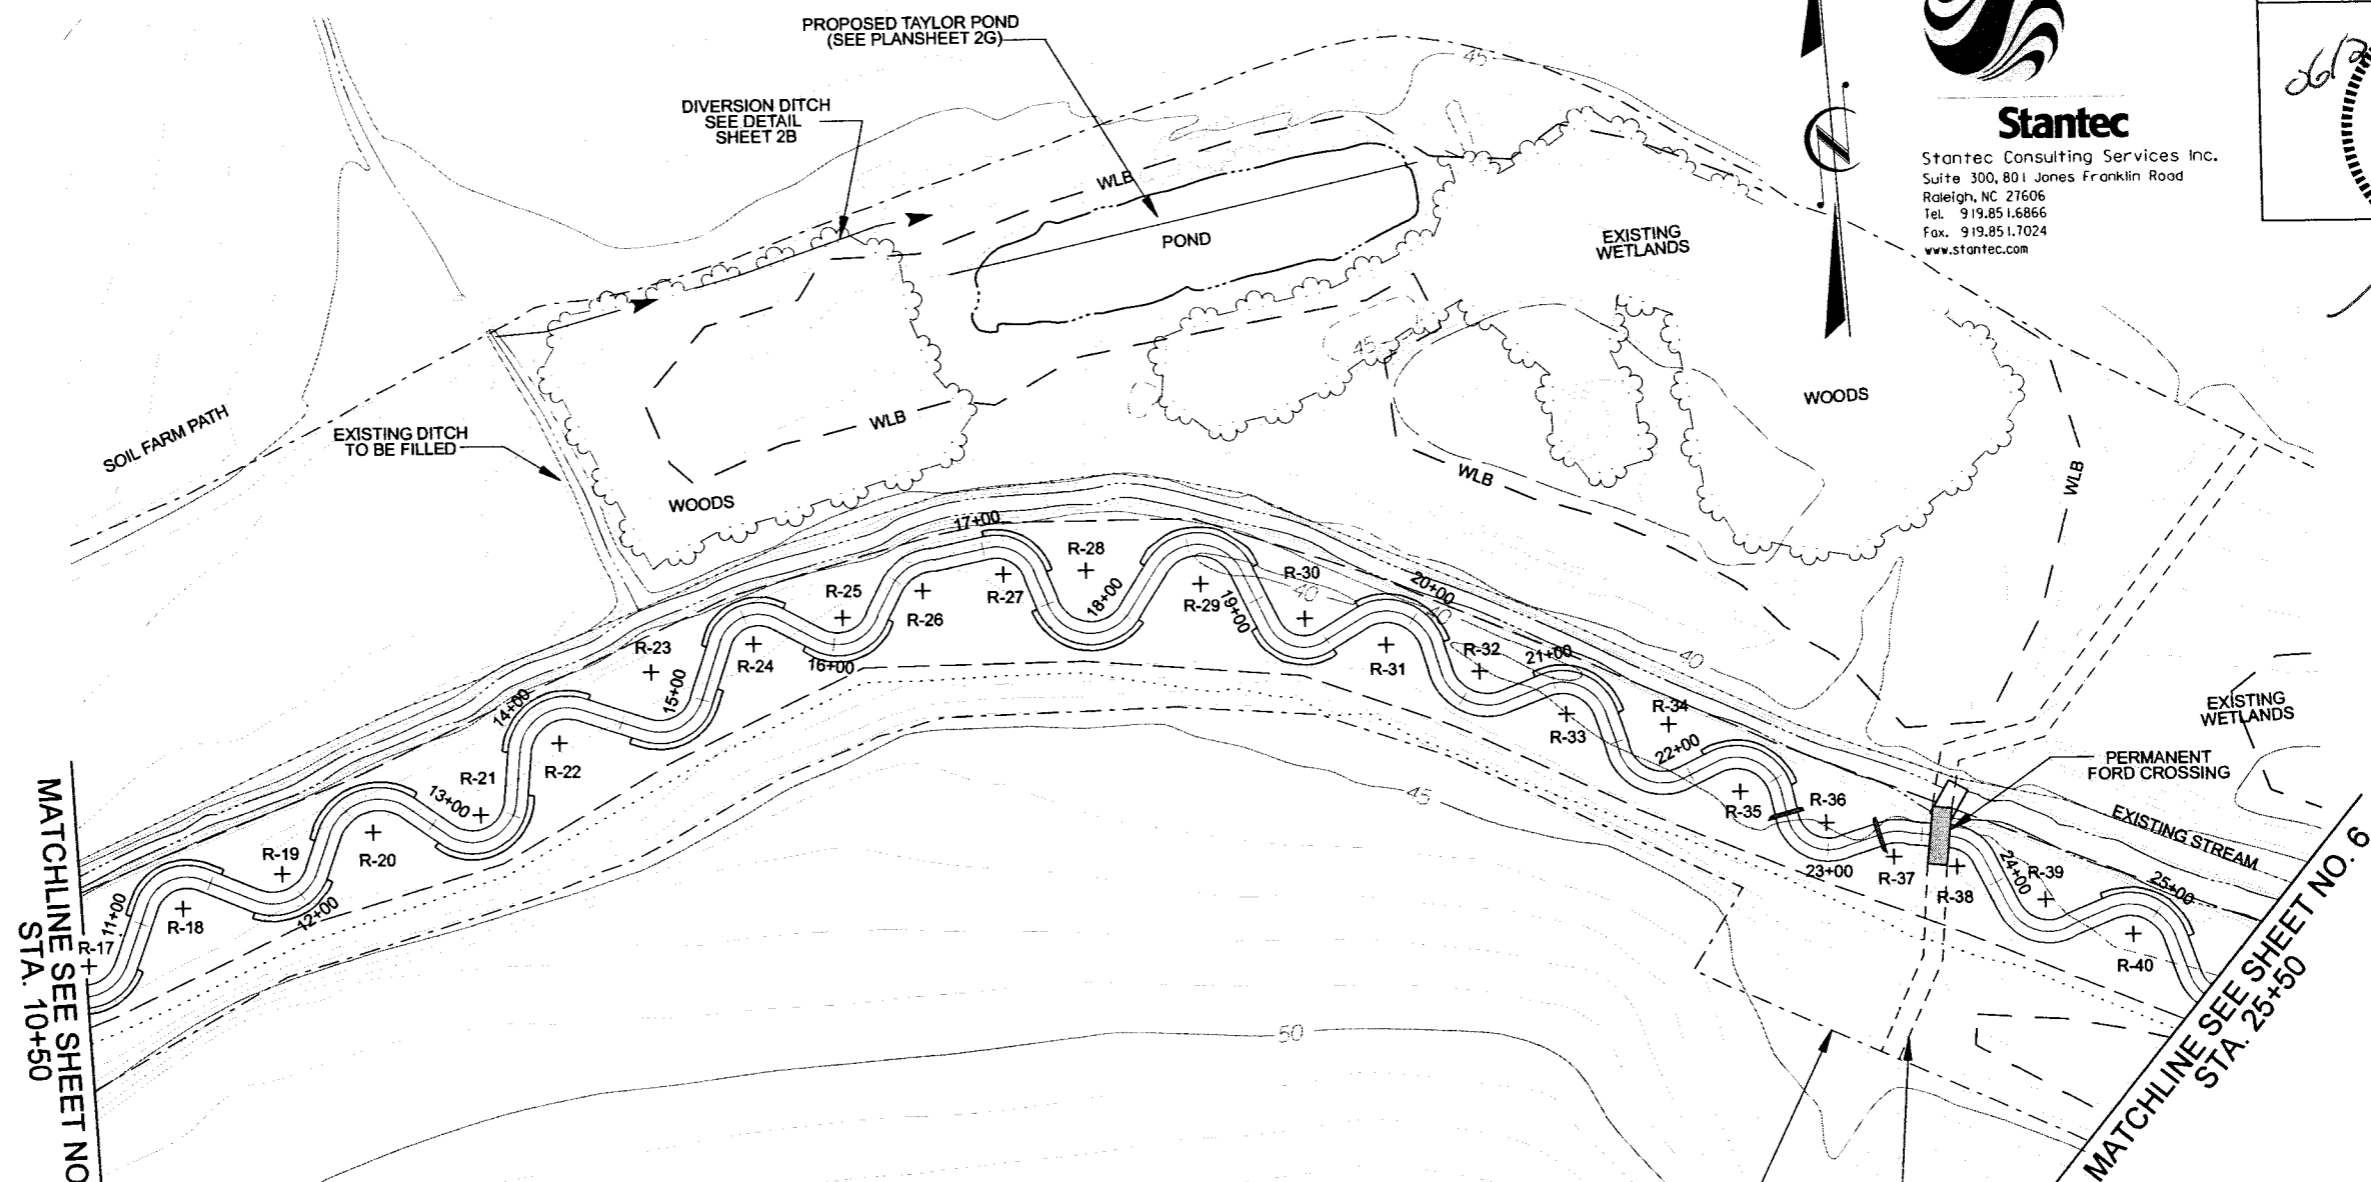 PROPOSED TAYLOR POND
(SEE PLANSHEET 2G)
DIVERSION DITCH
SEE DETAIL
SHEET 2B
45
Stantec
Stantec Consulting Services Inc.
Suite 300, 801 Jones Franklin Road
Raleigh, NC 27606
Tel. 919.851.6866
Fax. 919.851.7024
www.stantec.com
N
WLB
POND
EXISTING
WETLANDS
45
WOODS
SOIL FARM PATH
EXISTING DITCH
TO BE FILLED
WLB
WLB
WLB
WOODS
17+00
R-28
R-25
R-26
R-27
18+00
R-29
19+00
R-30
40
20+00
40
R-23
R-24
16+00
15+00
R-31
R-32
21+00
40
14+00
R-34
R-33
22+00
EXISTING
WETLANDS
PERMANENT
FORD CROSSING
R-21
R-22
13+00
45
R-35
R-36
EXISTING STREAM
R-19
R-20
23+00
R-37
R-38
24+00
R-39
25+00
11+00
R-18
12+00
R-17
R-40
50
MATCHLINE SEE SHEET NO
STA. 10+50
MATCHLINE SEE SHEET NO. 6
STA. 25+50